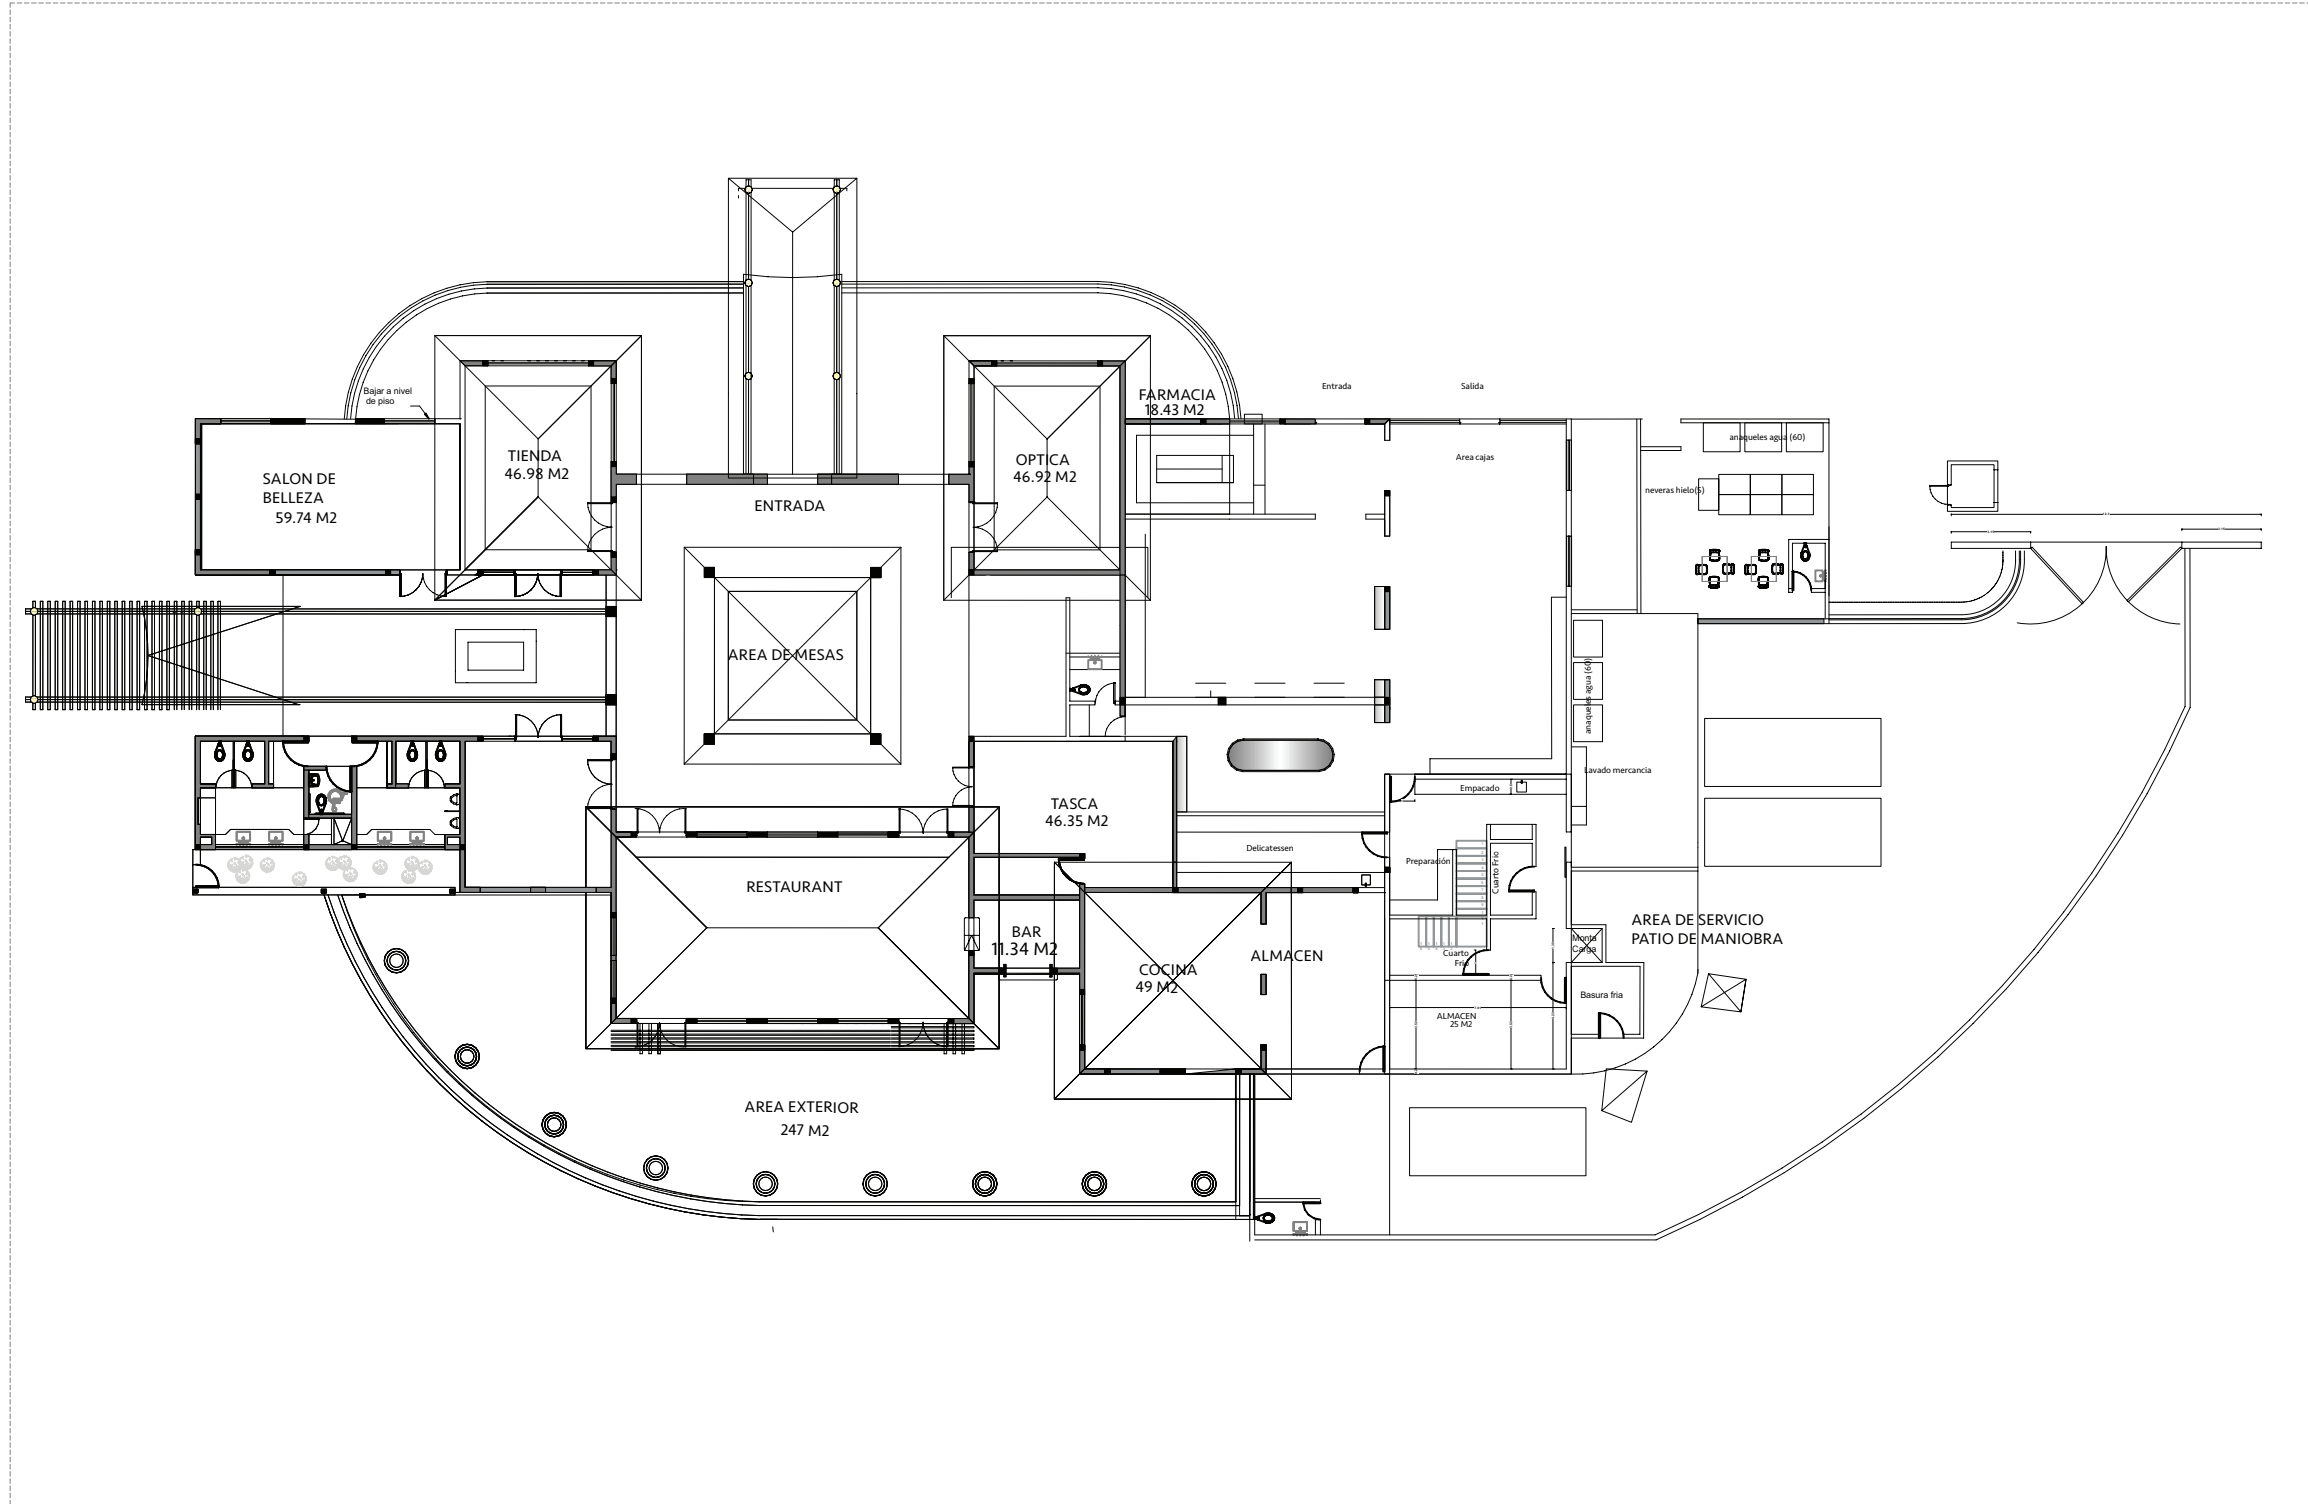 Bajar a nivel
de piso
FARMACIA
18.43 M2
Entrada
Salida
anaqueles agua (60)
Area cajas
TIENDA
46.98 M2
OPTICA
46.92 M2
SALON DE
BELLEZA
59.74 M2
neveras hielo(5)
ENTRADA
AREA DE MESAS
anaqueles agua (60)
Lavado mercancia
Empacado
TASCA
46.35 M2
Delicatessen
Preparación
Cuarto Frio
RESTAURANT
AREA DE SERVICIO
PATIO DE MANIOBRA
BAR
11.34 M2
Monta
Carga
ALMACEN
Cuarto
Frio
COCINA
49 M2
Basura fria
ALMACEN
25 M2
AREA EXTERIOR
247 M2